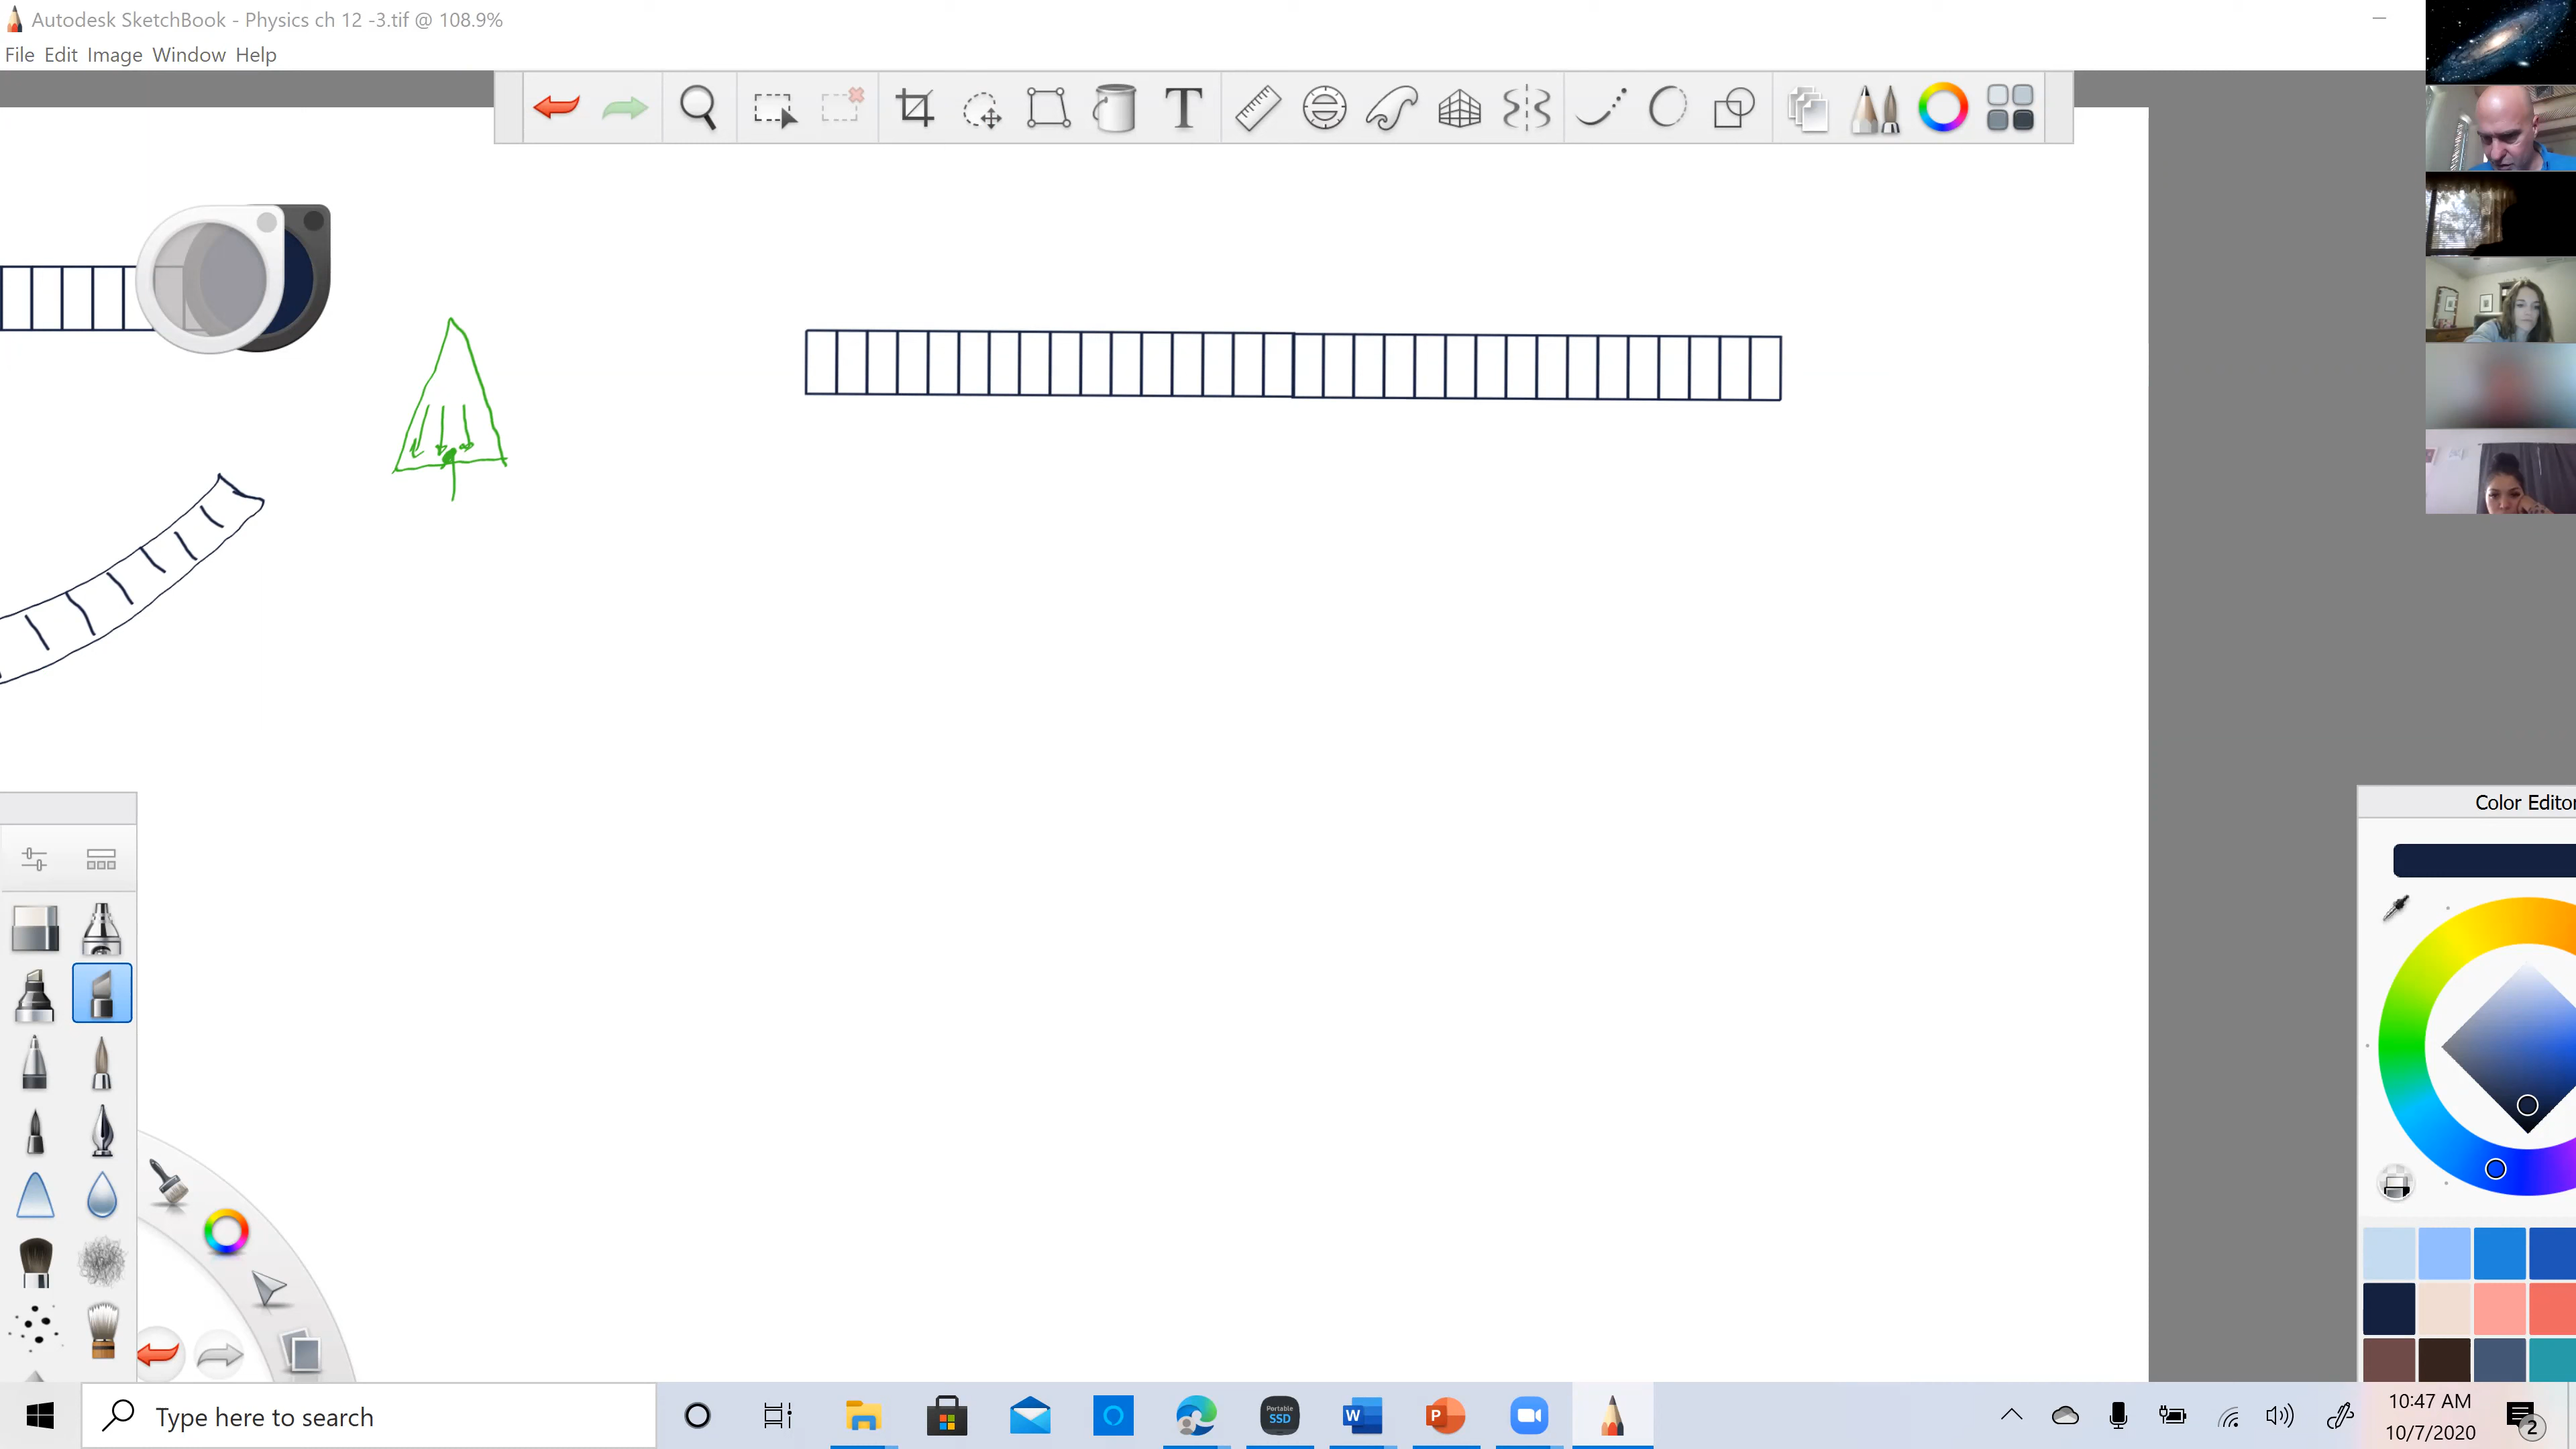 Autodesk SketchBook - Physics ch 12 -3.tif @ 108.9%
File Edit Image Window Help
T
Color Editor
Type here to search
Portable
SSD
W
P
10:47 AM
10/7/2020
2